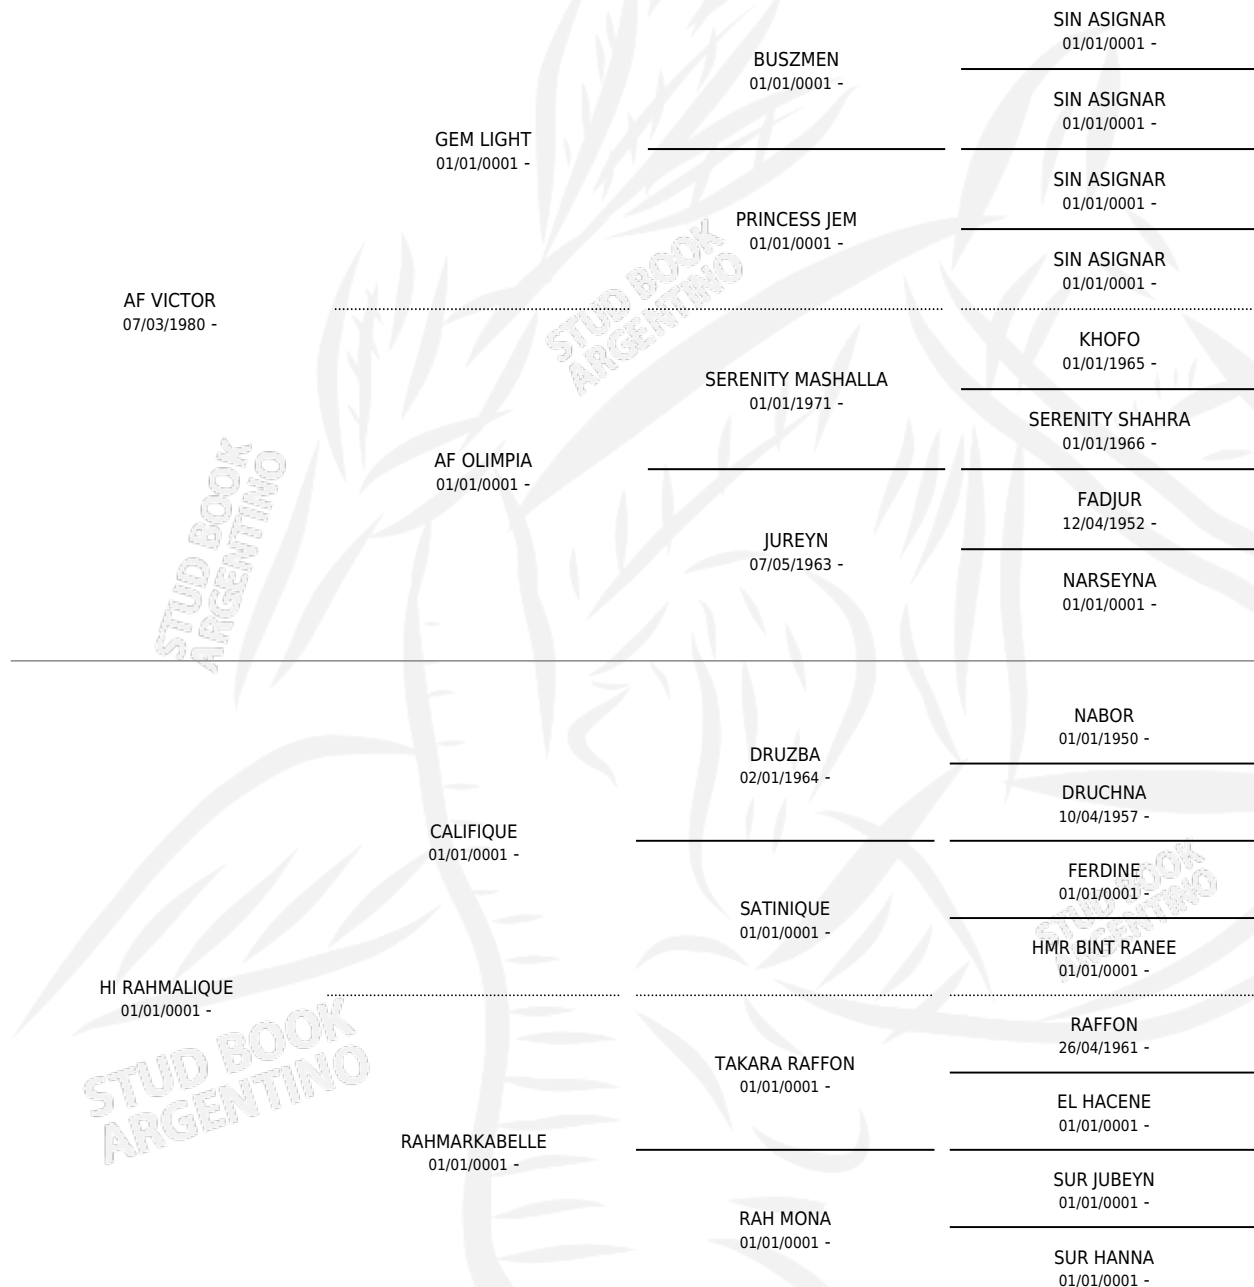 SIN ASIGNAR
01/01/0001 -
BUSZMEN
01/01/0001 -
SIN ASIGNAR
01/01/0001 -
GEM LIGHT
01/01/0001 -
SIN ASIGNAR
01/01/0001 -
PRINCESS JEM
01/01/0001 -
SIN ASIGNAR
01/01/0001 -
AF VICTOR
07/03/1980 -
STUD BOOK
ARGENTINO
KHOFO
01/01/1965 -
SERENITY MASHALLA
01/01/1971 -
SERENITY SHAHRA
01/01/1966 -
AF OLIMPIA
01/01/0001 -
FADJUR
12/04/1952 -
JUREYN
07/05/1963 -
NARSEYNA
01/01/0001 -
STUD BOOK
ARGENTINO
NABOR
01/01/1950 -
DRUZBA
02/01/1964 -
DRUCHNA
10/04/1957 -
CALIFIQUE
01/01/0001 -
FERDINE
01/01/0001 -
SATINIQUE
01/01/0001 -
HMR BINT RANEE
01/01/0001 -
STUD BOOK
ARGENTINO
HI RAHMALIQUE
01/01/0001 -
RAFFON
26/04/1961 -
TAKARA RAFFON
01/01/0001 -
EL HACENE
01/01/0001 -
STUD BOOK
ARGENTINO
RAHMARKABELLE
01/01/0001 -
SUR JUBEYN
01/01/0001 -
RAH MONA
01/01/0001 -
SUR HANNA
01/01/0001 -